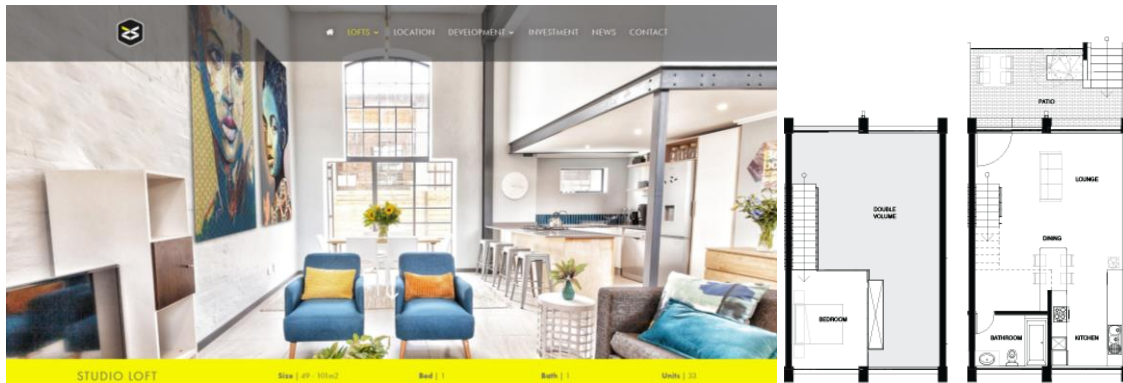 LOFTS LOCATION DEVELOPMENT INVESTMENT NEWS CONTACT
STUDIO LOFT Size | 49 - 101m2 Bed | 1 Bath | 1 Units | 33
DOUBLE
VOLUME
BEDROOM
PATIO
LOUNGE
DINING
BATHROOM
KITCHEN